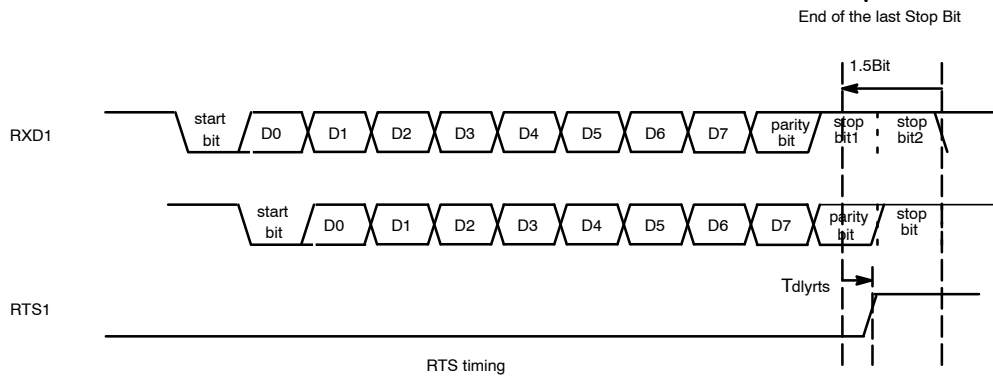 End of the last Stop Bit
1.5Bit
RXD1
start
bit
D0
D1
D2
D3
D4
D5
D6
D7
parity
bit
stop
bit1
stop
bit2
start
bit
D0
D1
D2
D3
D4
D5
D6
D7
parity
bit
stop
bit
Tdlyrts
RTS1
RTS timing